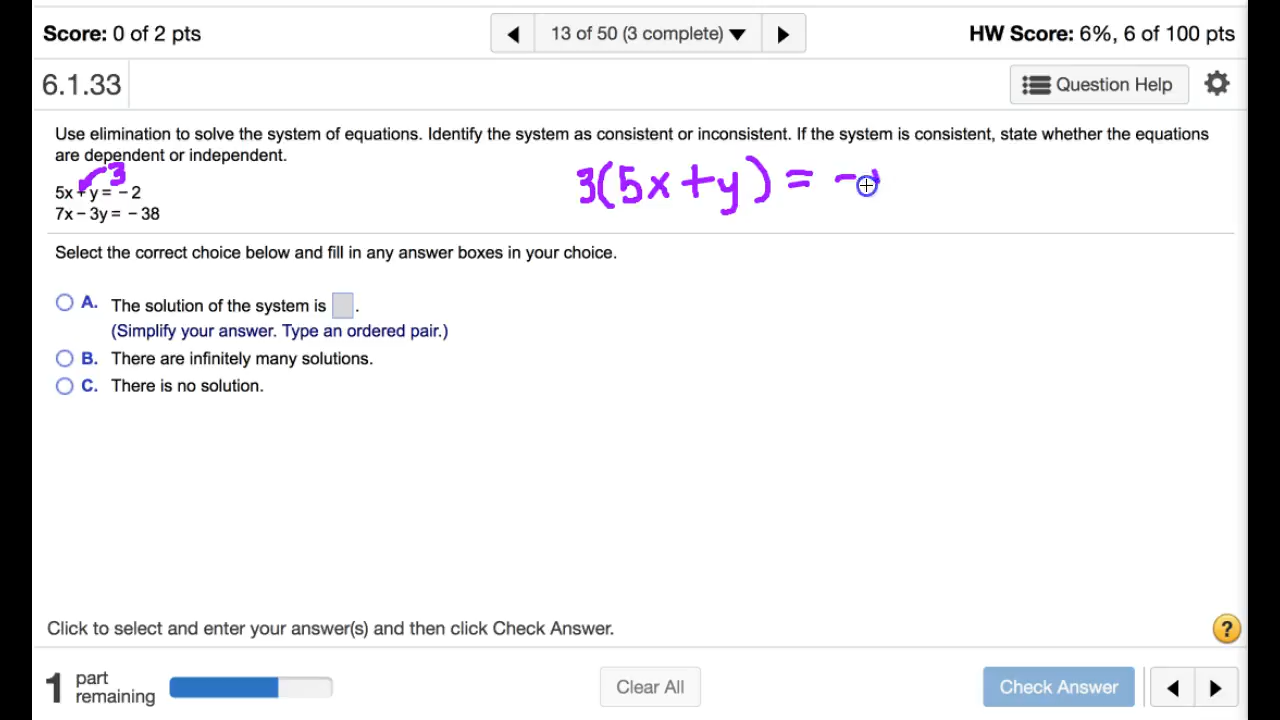 Score: 0 of 2 pts
13 of 50 (3 complete)
HW Score: 6%, 6 of 100 pts
6.1.33
Question Help
Use elimination to solve the system of equations. Identify the system as consistent or inconsistent. If the system is consistent, state whether the equations
are dependent or independent.
3
5x + y = − 2
3(5x+y) = −
7x − 3y = − 38
Select the correct choice below and fill in any answer boxes in your choice.
A. The solution of the system is .
(Simplify your answer. Type an ordered pair.)
B. There are infinitely many solutions.
C. There is no solution.
Click to select and enter your answer(s) and then click Check Answer.
?
1 part
remaining
Clear All
Check Answer